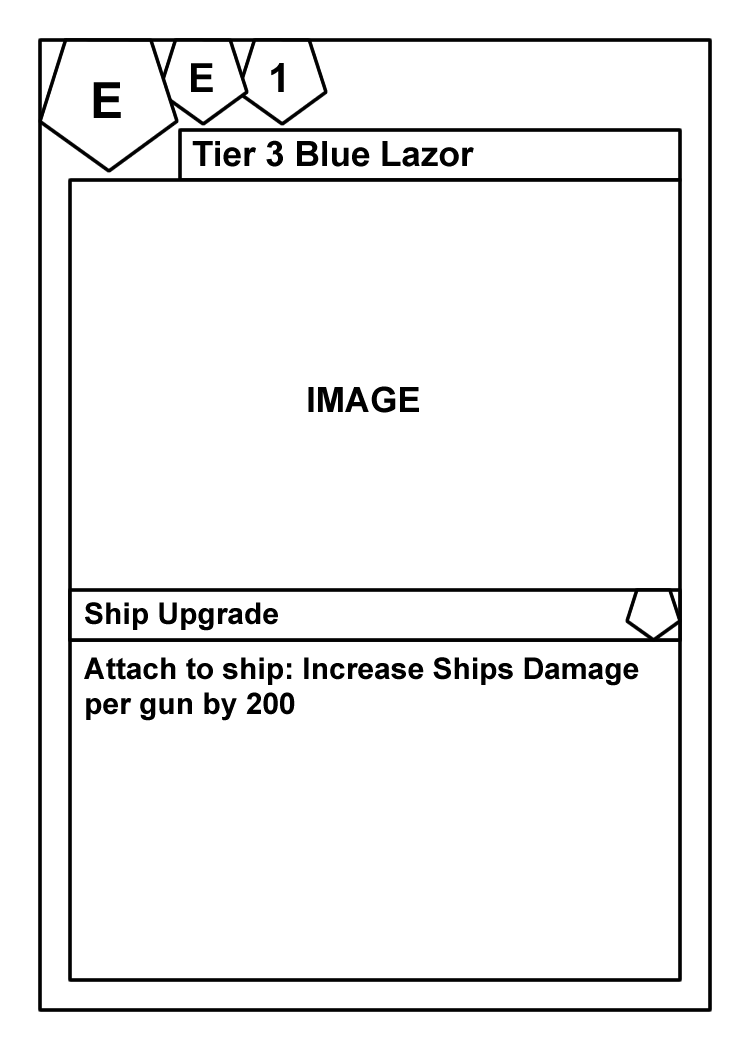 E E 1
Tier 3 Blue Lazor
IMAGE
Ship Upgrade
Attach to ship: Increase Ships Damage
per gun by 200